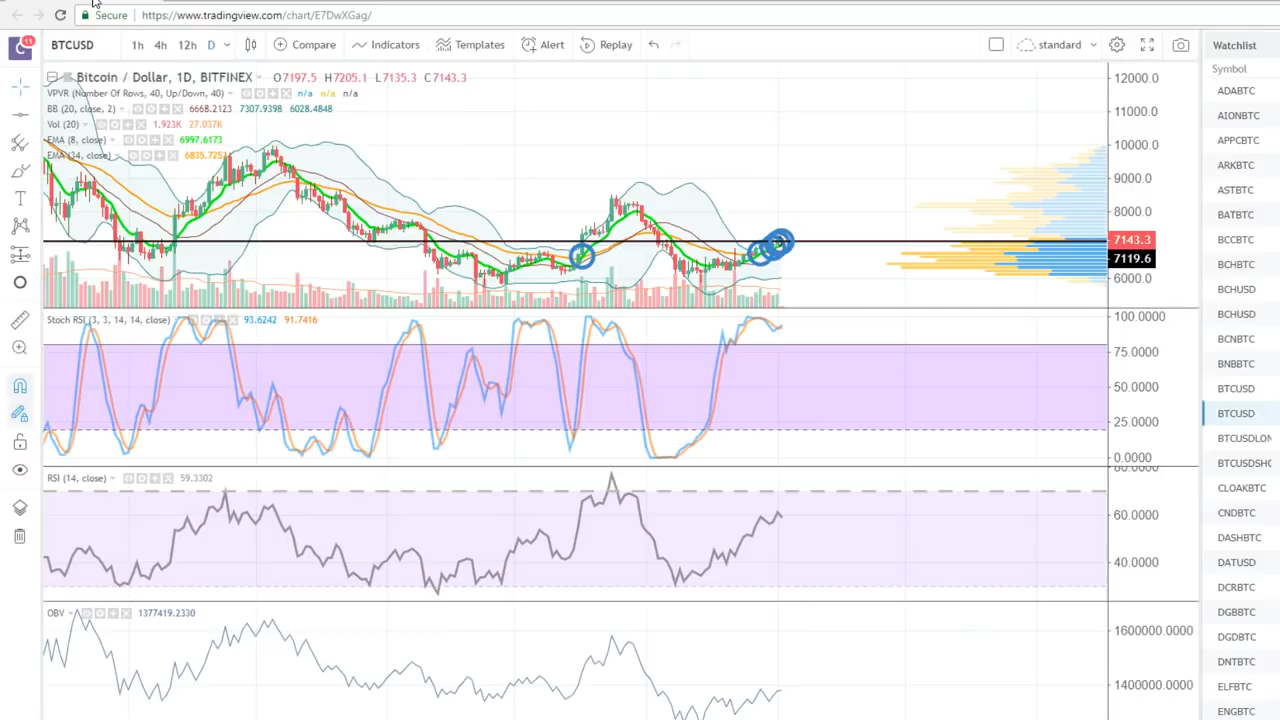 Secure https://www.tradingview.com/chart/E7DwXGag/
11
BTCUSD 1h 4h 12h D Compare Indicators Templates Alert Replay standard Watchlist
Symbol
Bitcoin / Dollar, 1D, BITFINEX O7197.5 H7205.1 L7135.3 C7143.3
VPVR (Number Of Rows, 40, Up/Down, 40) n/a n/a n/a
BB (20, close, 2) 6668.2123 7307.9398 6028.4848
Vol (20) 1.923K 27.037K
EMA (8, close) 6997.6173
EMA (34, close) 6835.7253
12000.0
11000.0
10000.0
9000.0
8000.0
7143.3
7119.6
6000.0
Stoch RSI (3, 3, 14, 14, close) 93.6242 91.7416
100.0000
75.0000
50.0000
25.0000
0.0000
RSI (14, close) 59.3302
80.0000
60.0000
40.0000
OBV 1377419.2330
1600000.0000
1400000.0000
ADABTC
AIONBTC
APPCBTC
ARKBTC
ASTBTC
BATBTC
BCCBTC
BCHBTC
BCHUSD
BCHUSD
BCNBTC
BNBBTC
BTCUSD
BTCUSD
BTCUSDLON
BTCUSDSHO
CLOAKBTC
CNDBTC
DASHBTC
DATUSD
DCRBTC
DGBBTC
DGDBTC
DNTBTC
ELFBTC
ENGBTC